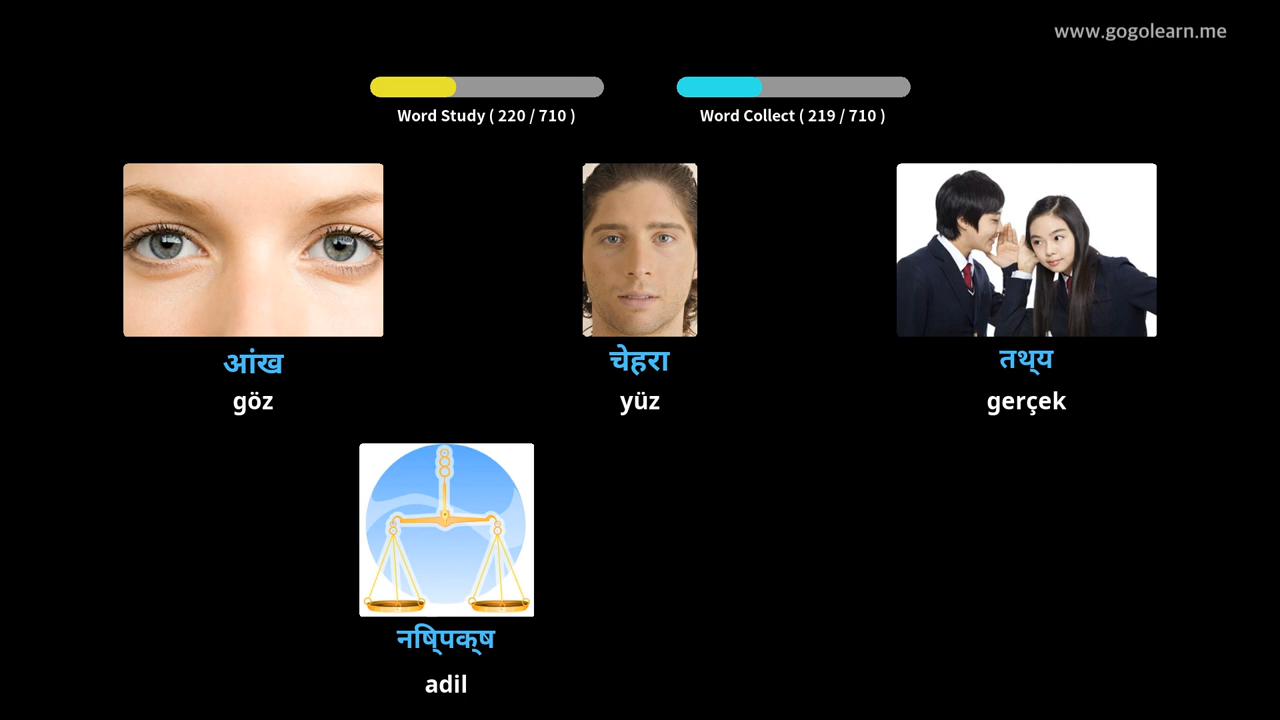 www.gogolearn.me
Word Study ( 220 / 710 )
Word Collect ( 219 / 710 )
आंख
चेहरा
तथ्य
göz
yüz
gerçek
निष्पक्ष
adil